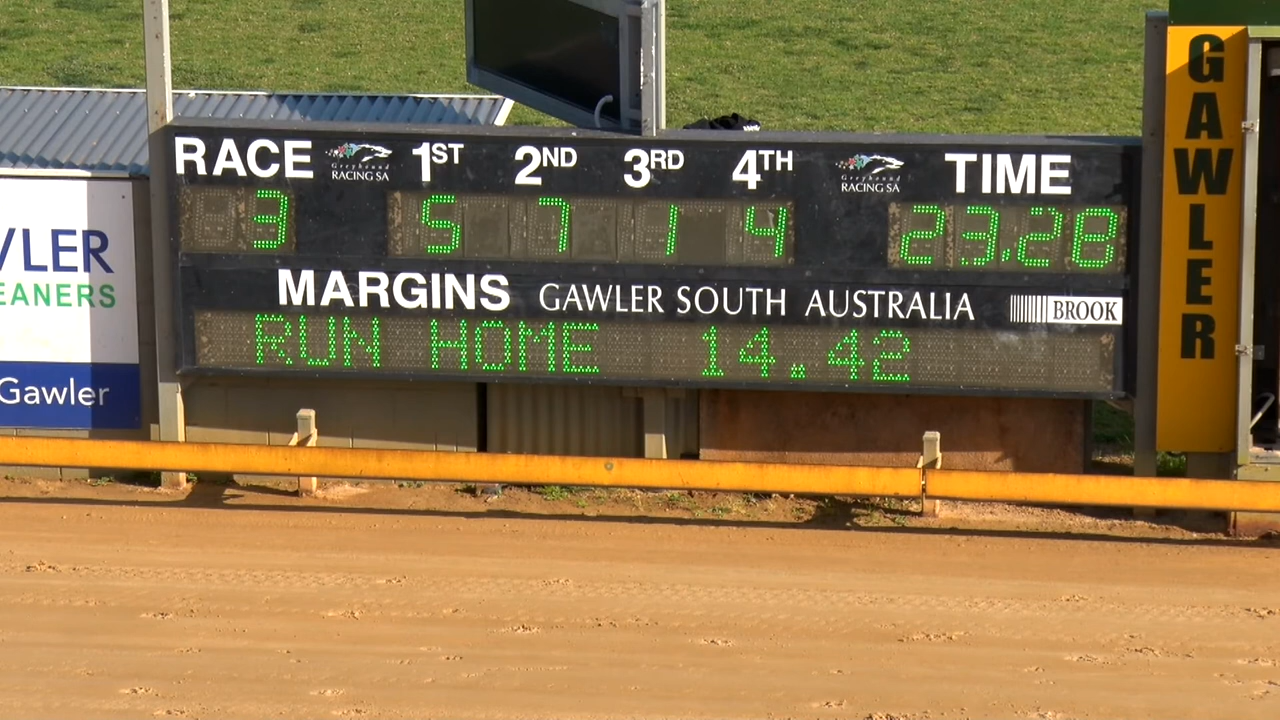 RACE Greyhound RACING SA 1ST 2ND 3RD 4TH Greyhound RACING SA TIME
3 5 7 1 4 23.28
MARGINS GAWLER SOUTH AUSTRALIA BROOK
RUN HOME 14.42
GAWLER
WLER
EANERS
Gawler